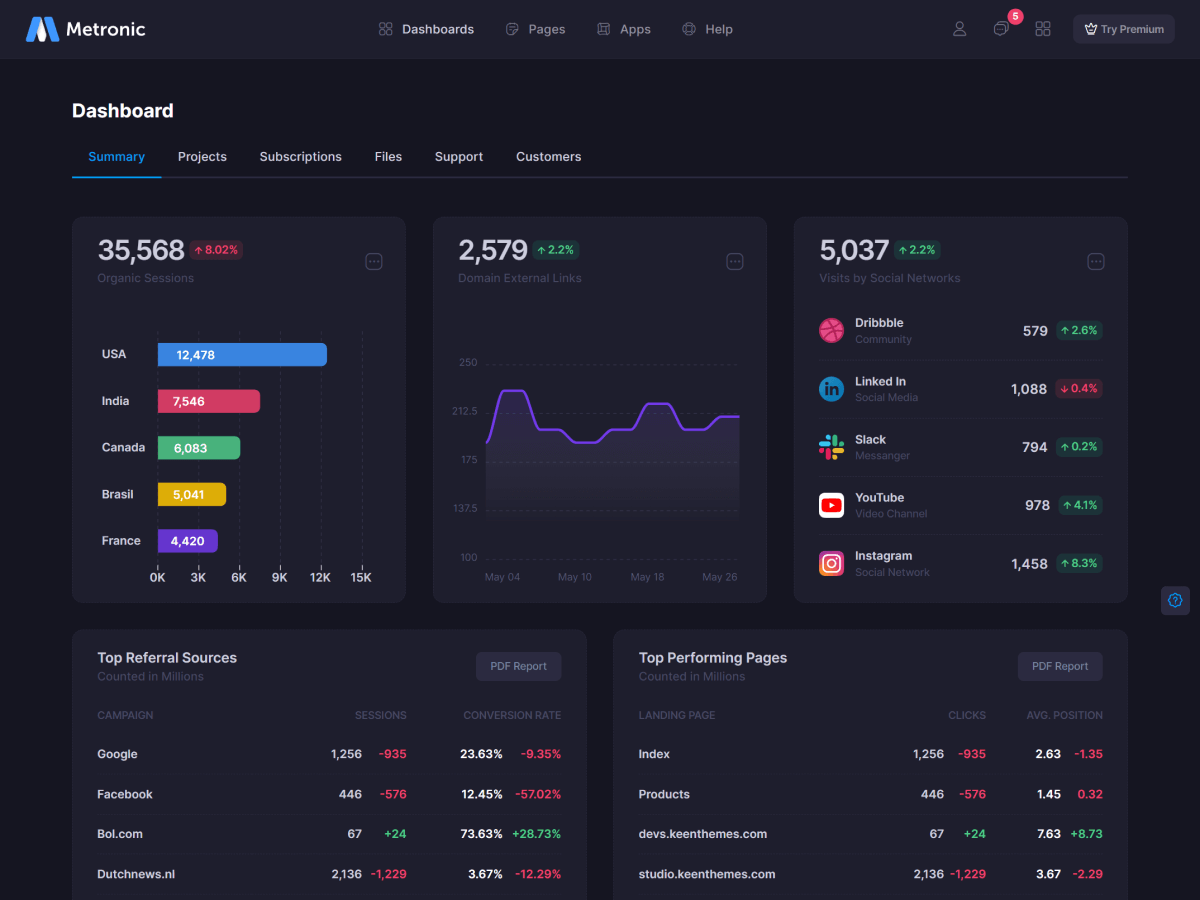 Metronic
Dashboards Pages Apps Help
5
Try Premium
Dashboard
Summary Projects Subscriptions Files Support Customers
35,568 8.02%
Organic Sessions
USA 12,478
India 7,546
Canada 6,083
Brasil 5,041
France 4,420
0K 3K 6K 9K 12K 15K
2,579 2.2%
Domain External Links
250
212.5
175
137.5
100
May 04 May 10 May 18 May 26
5,037 2.2%
Visits by Social Networks
Dribbble
Community
579 2.6%
Linked In
Social Media
1,088 0.4%
Slack
Messanger
794 0.2%
YouTube
Video Channel
978 4.1%
Instagram
Social Network
1,458 8.3%
Top Referral Sources
Counted in Millions
PDF Report
CAMPAIGN SESSIONS CONVERSION RATE
Google 1,256 -935 23.63% -9.35%
Facebook 446 -576 12.45% -57.02%
Bol.com 67 +24 73.63% +28.73%
Dutchnews.nl 2,136 -1,229 3.67% -12.29%
Top Performing Pages
Counted in Millions
PDF Report
LANDING PAGE CLICKS AVG. POSITION
Index 1,256 -935 2.63 -1.35
Products 446 -576 1.45 0.32
devs.keenthemes.com 67 +24 7.63 +8.73
studio.keenthemes.com 2,136 -1,229 3.67 -2.29